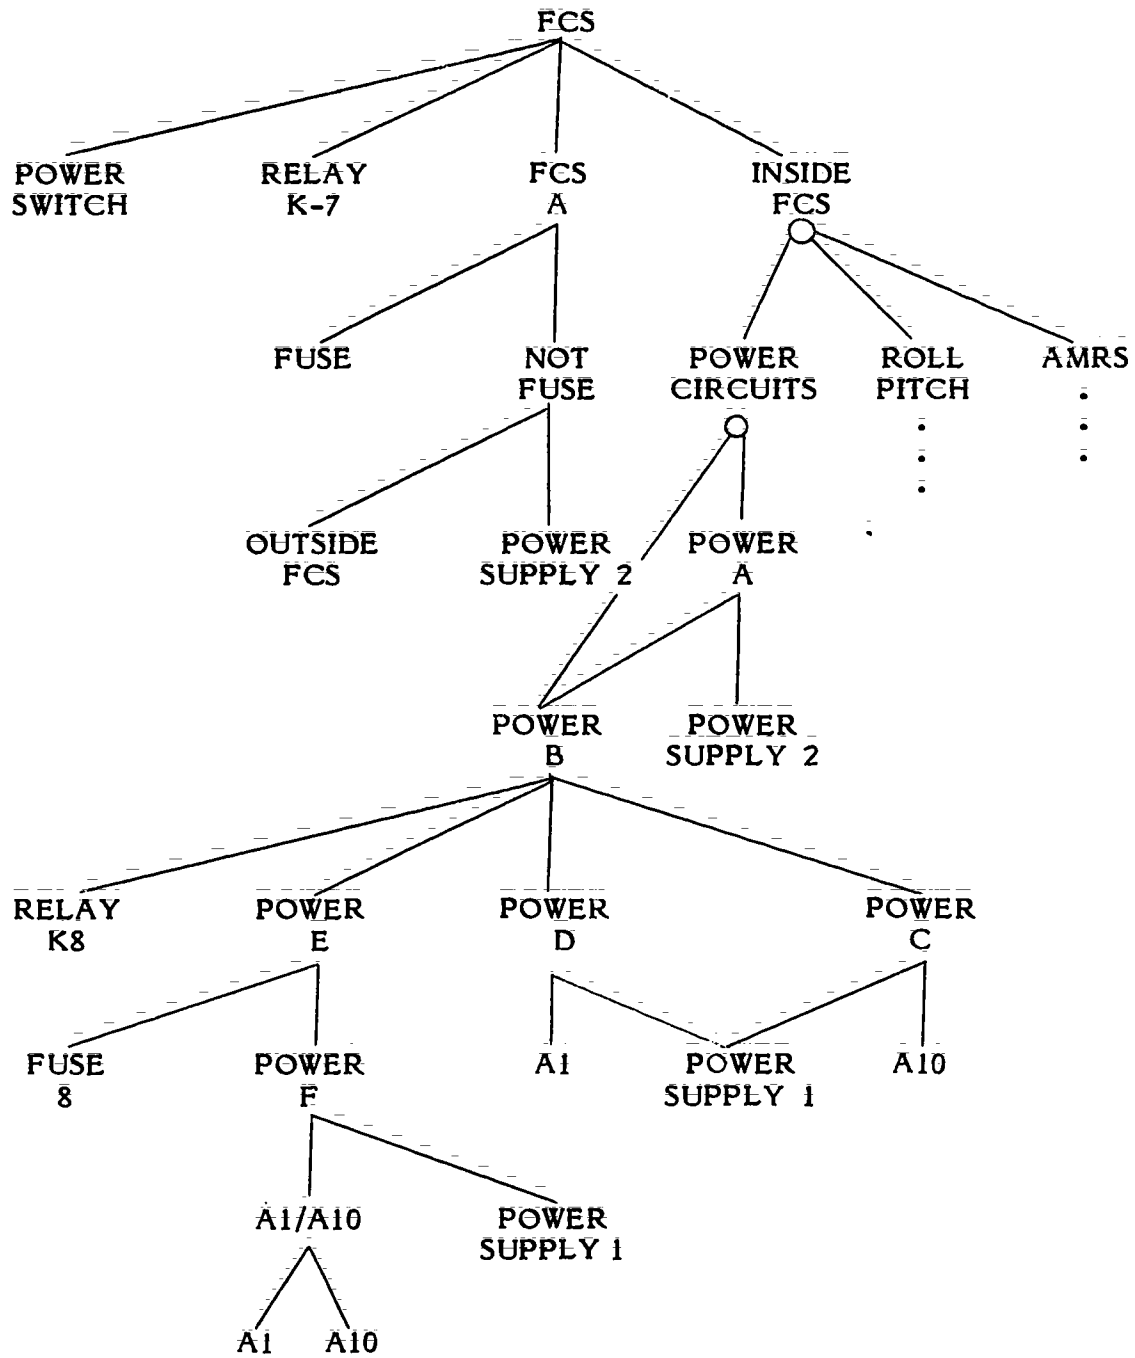 FCS
POWER
SWITCH
RELAY
K-7
FCS
A
INSIDE
FCS
FUSE
NOT
FUSE
POWER
CIRCUITS
ROLL
PITCH
AMRS
OUTSIDE
FCS
POWER
SUPPLY 2
POWER
A
POWER
B
POWER
SUPPLY 2
RELAY
K8
POWER
E
POWER
D
POWER
C
FUSE
8
POWER
F
A1
POWER
SUPPLY 1
A10
A1/A10
POWER
SUPPLY 1
A1
A10